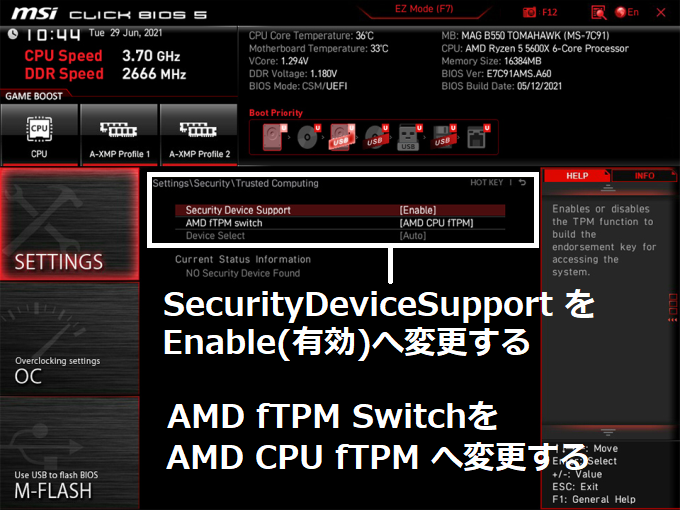 msi CLICK BIOS 5
EZ Mode (F7)
F12
En
X
10:44 Tue 29 Jun, 2021
CPU Speed 3.70 GHz
DDR Speed 2666 MHz
CPU Core Temperature: 36°C
Motherboard Temperature: 33°C
VCore: 1.294V
DDR Voltage: 1.180V
BIOS Mode: CSM/UEFI
MB: MAG B550 TOMAHAWK (MS-7C91)
CPU: AMD Ryzen 5 5600X 6-Core Processor
Memory Size: 16384MB
BIOS Ver: E7C91AMS.A60
BIOS Build Date: 05/12/2021
GAME BOOST
CPU
CPU
A-XMP Profile 1
A-XMP Profile 2
Boot Priority
U U USB U USB U USB U U
Settings\Security\Trusted Computing
HOT KEY |
Security Device Support [Enable]
AMD fTPM switch [AMD CPU fTPM]
Device Select [Auto]
Current Status Information
NO Security Device Found
SETTINGS
Overclocking settings
OC
Use USB to flash BIOS
M-FLASH
SecurityDeviceSupport を
Enable(有効)へ変更する
AMD fTPM Switchを
AMD CPU fTPM へ変更する
HELP
INFO
Enables or disables
the TPM function to
build the
endorsement key for
accessing the
system.
Move
Enter: Select
+/-: Value
ESC: Exit
F1: General Help